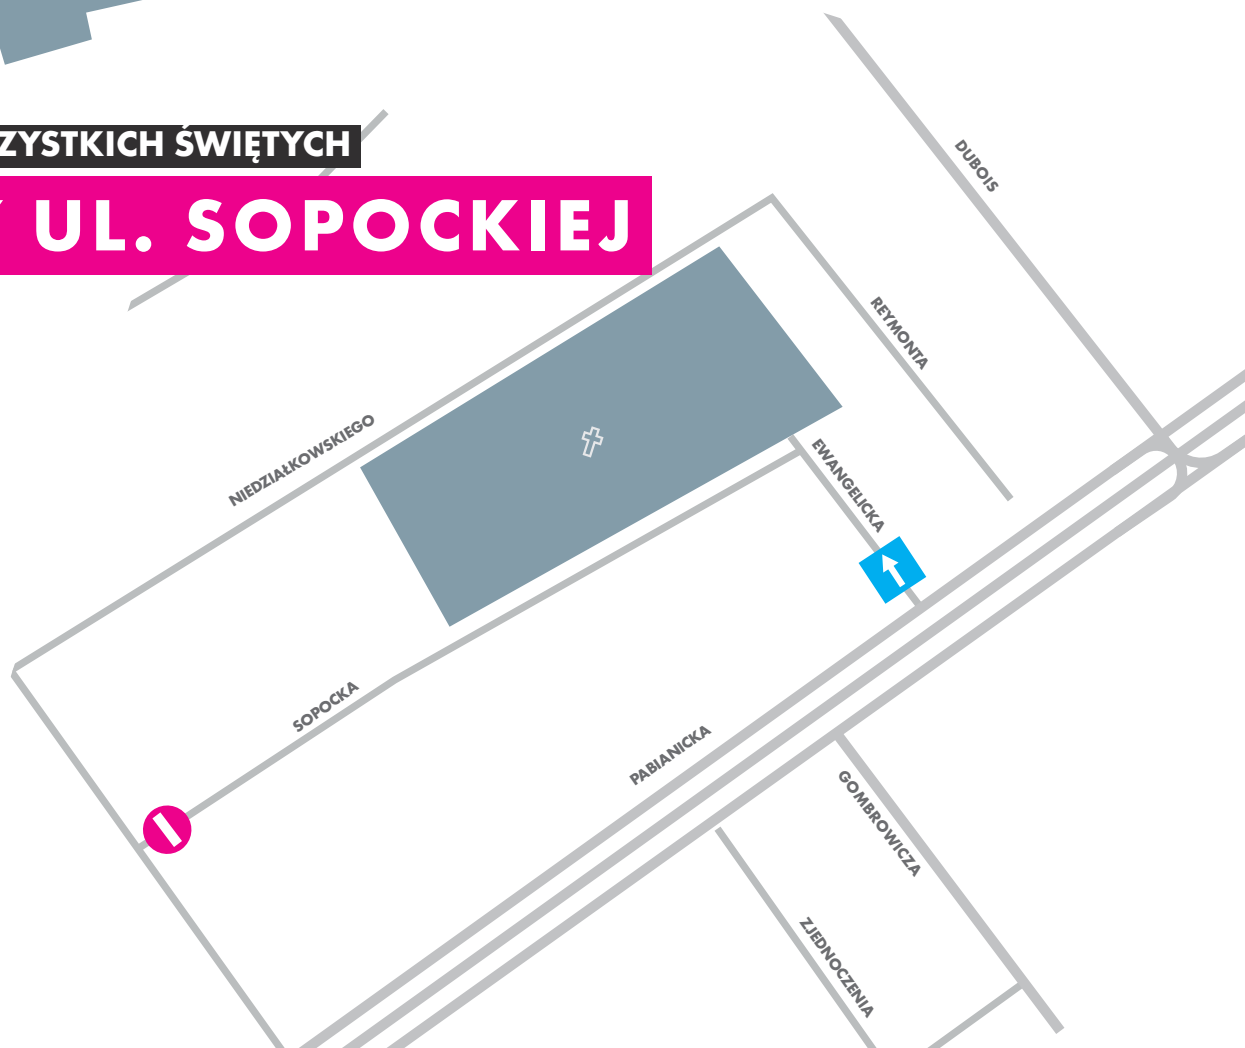 ZYSTKICH ŚWIĘTYCH
UL. SOPOCKIEJ
DUBOIS
REYMONTA
NIEDZIAŁKOWSKIEGO
EWANGELICKA
SOPOCKA
PABIANICKA
GOMBROWICZA
ZJEDNOCZENIA